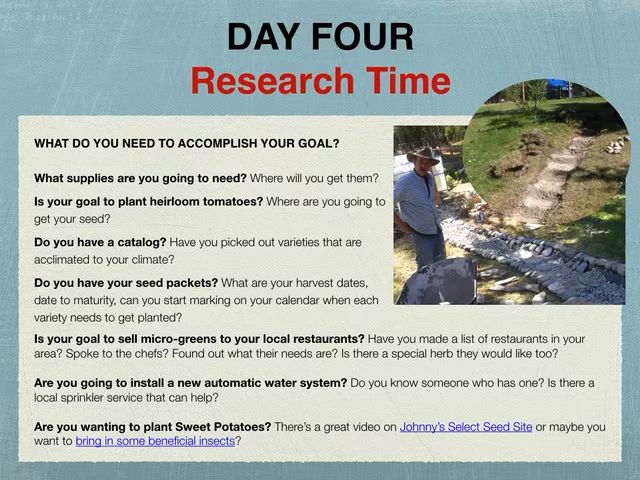 DAY FOUR
Research Time
WHAT DO YOU NEED TO ACCOMPLISH YOUR GOAL?
What supplies are you going to need? Where will you get them?
Is your goal to plant heirloom tomatoes? Where are you going to
get your seed?
Do you have a catalog? Have you picked out varieties that are
acclimated to your climate?
Do you have your seed packets? What are your harvest dates,
date to maturity, can you start marking on your calendar when each
variety needs to get planted?
Is your goal to sell micro-greens to your local restaurants? Have you made a list of restaurants in your
area? Spoke to the chefs? Found out what their needs are? Is there a special herb they would like too?
Are you going to install a new automatic water system? Do you know someone who has one? Is there a
local sprinkler service that can help?
Are you wanting to plant Sweet Potatoes? There's a great video on Johnny's Select Seed Site or maybe you
want to bring in some beneficial insects?